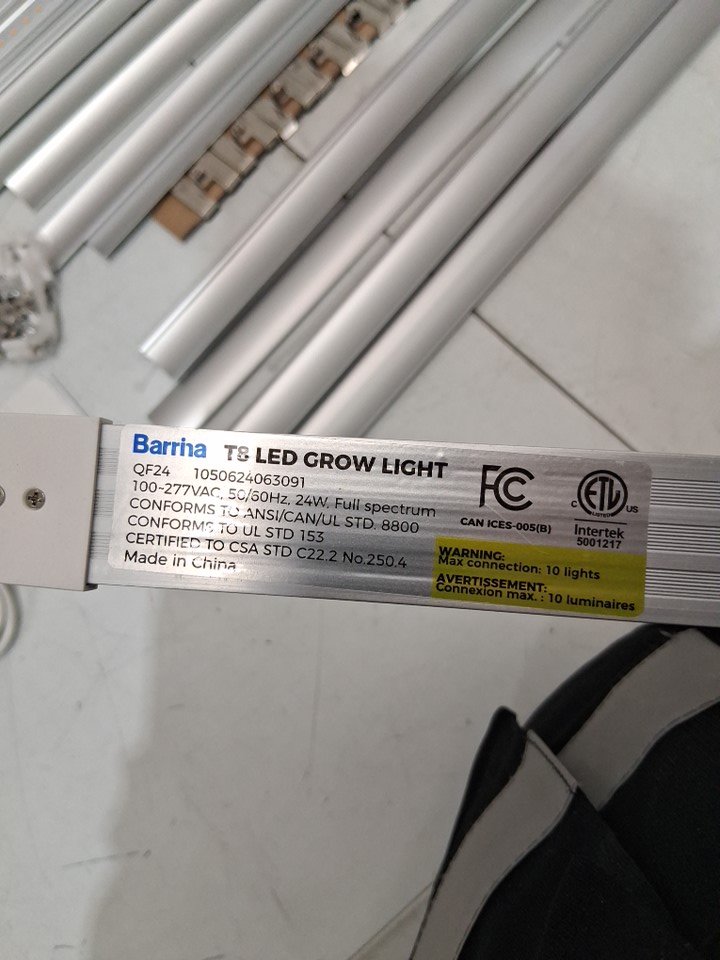 Barrina T8 LED GROW LIGHT
QF24 1050624063091
100~277VAC, 50/60Hz, 24W, Full spectrum
CONFORMS TO ANSI/CAN/UL STD. 8800
CONFORMS TO UL STD 153
CERTIFIED TO CSA STD C22.2 No.250.4
Made in China
FC
CAN ICES-005(B)
C ETL US
LISTED
Intertek
5001217
WARNING:
Max connection: 10 lights
AVERTISSEMENT:
Connexion max. : 10 luminaires